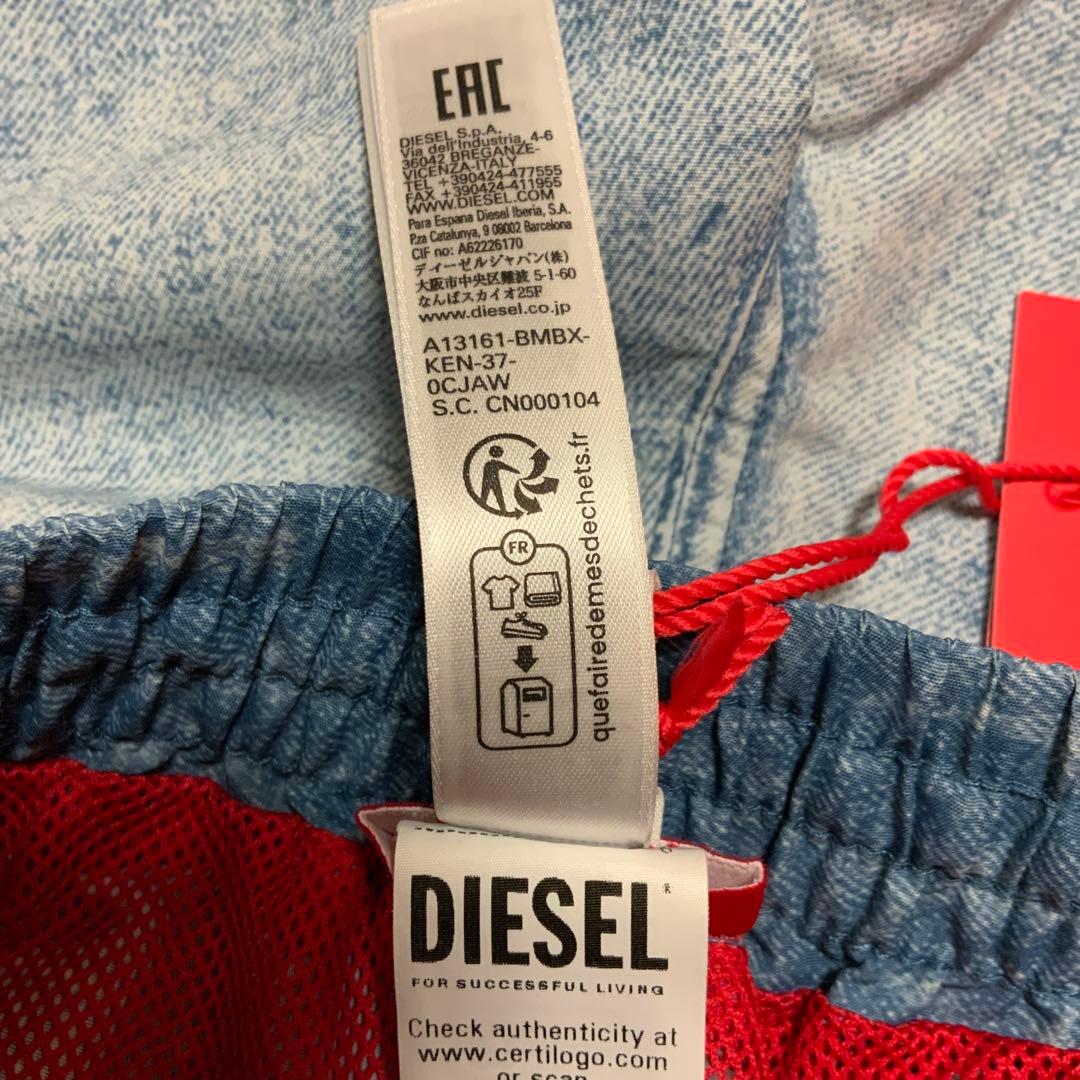 EAC
DIESEL S.p.A.
Via dell'Industria, 4-6
36042 BREGANZE-
VICENZA-ITALY
TEL +390424-477555
FAX +390424-411955
WWW.DIESEL.COM
Para Espana Diesel Iberia, S.A.
P.za Catalunya, 9 08002 Barcelona
CIF no: A62226170
ディーゼルジャパン(株)
大阪市中央区難波 5-1-60
なんばスカイオ25F
www.diesel.co.jp
A13161-BMBX-
KEN-37-
0CJAW
S.C. CN000104
FR
quefairedemesdechets.fr
DIESEL®
FOR SUCCESSFUL LIVING
Check authenticity at
www.certilogo.com
or scan